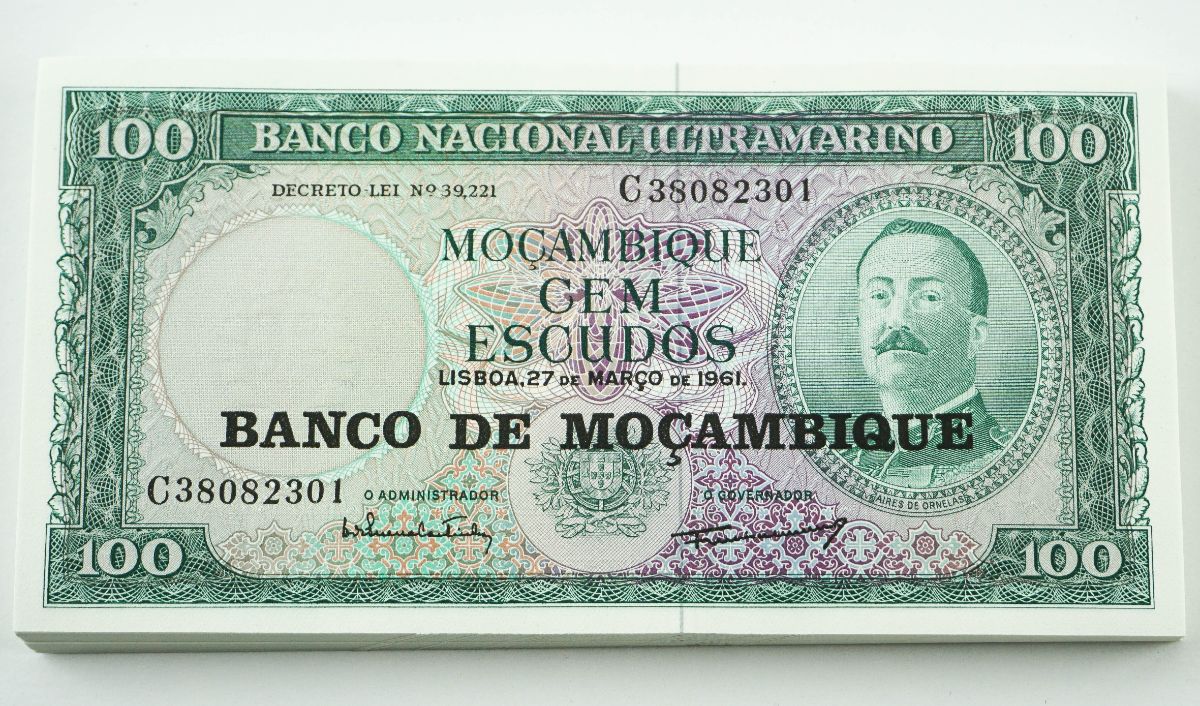 100 BANCO NACIONAL ULTRAMARINO 100
DECRETO-LEI Nº 39,221 C38082301
MOÇAMBIQUE
CEM
ESCUDOS
LISBOA, 27 DE MARÇO DE 1961.
BANCO DE MOÇAMBIQUE
C38082301 O ADMINISTRADOR O GOVERNADOR
AIRES DE ORNELAS
100 100